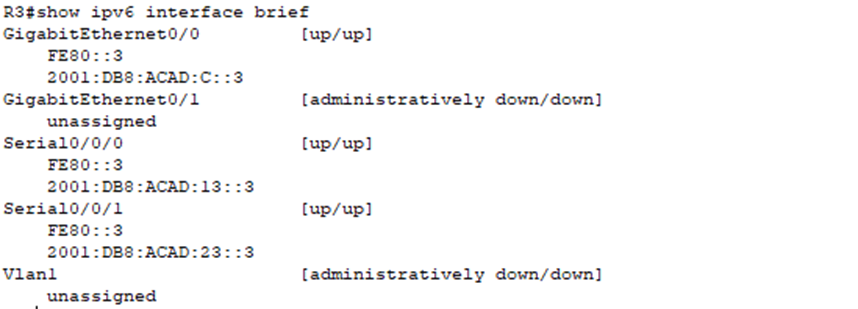 R3#show ipv6 interface brief
GigabitEthernet0/0 [up/up]
FE80::3
2001:DB8:ACAD:C::3
GigabitEthernet0/1 [administratively down/down]
unassigned
Serial0/0/0 [up/up]
FE80::3
2001:DB8:ACAD:13::3
Serial0/0/1 [up/up]
FE80::3
2001:DB8:ACAD:23::3
Vlan1 [administratively down/down]
unassigned